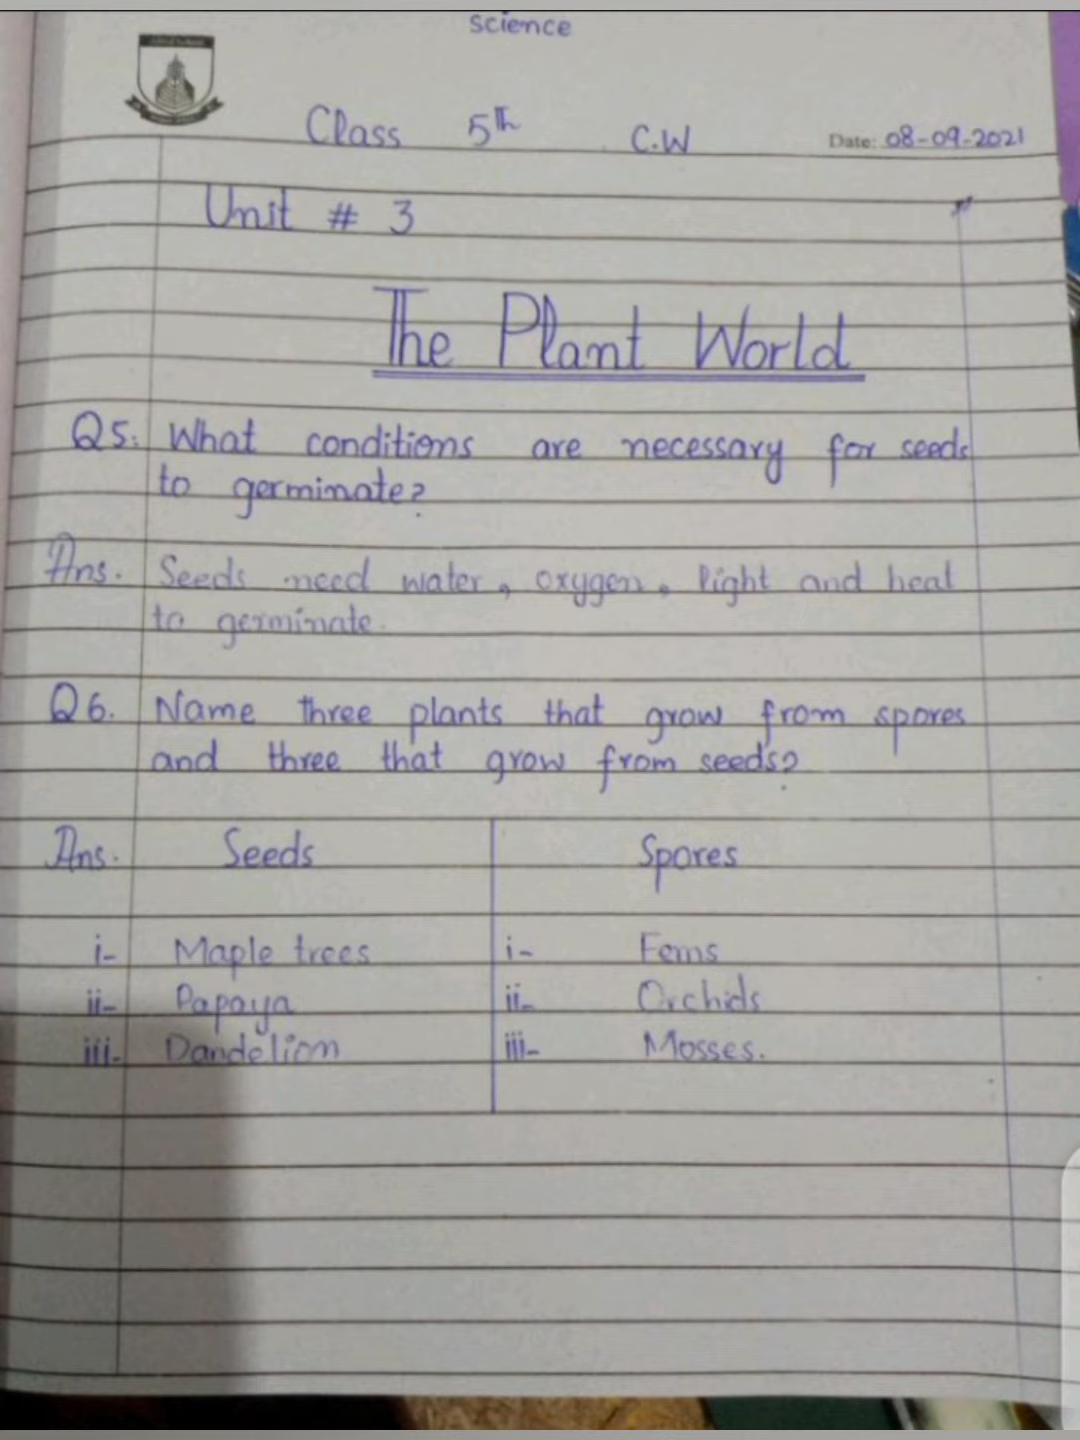 Science
Class 5th C.W Date: 08-09-2021
Unit # 3
The Plant World
Q5. What conditions are necessary for seeds
to germinate?
Ans. Seeds need water, oxygen, light and heat
to germinate.
Q6. Name three plants that grow from spores
and three that grow from seeds?
Ans. Seeds Spores
i- Maple trees i- Ferns
ii- Papaya ii- Orchids
iii- Dandelion iii- Mosses.